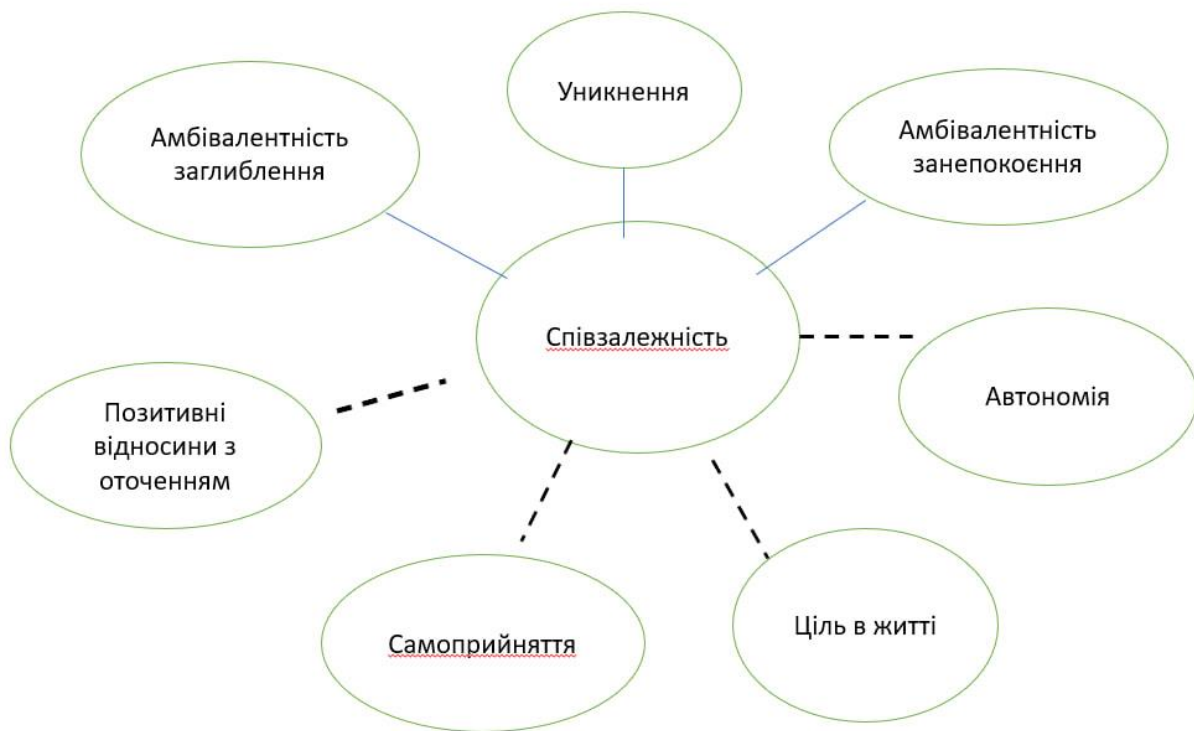 Уникнення
Амбівалентність
заглиблення
Амбівалентність
занепокоєння
Співзалежність
Автономія
Позитивні
відносини з
оточенням
Самоприйняття
Ціль в житті